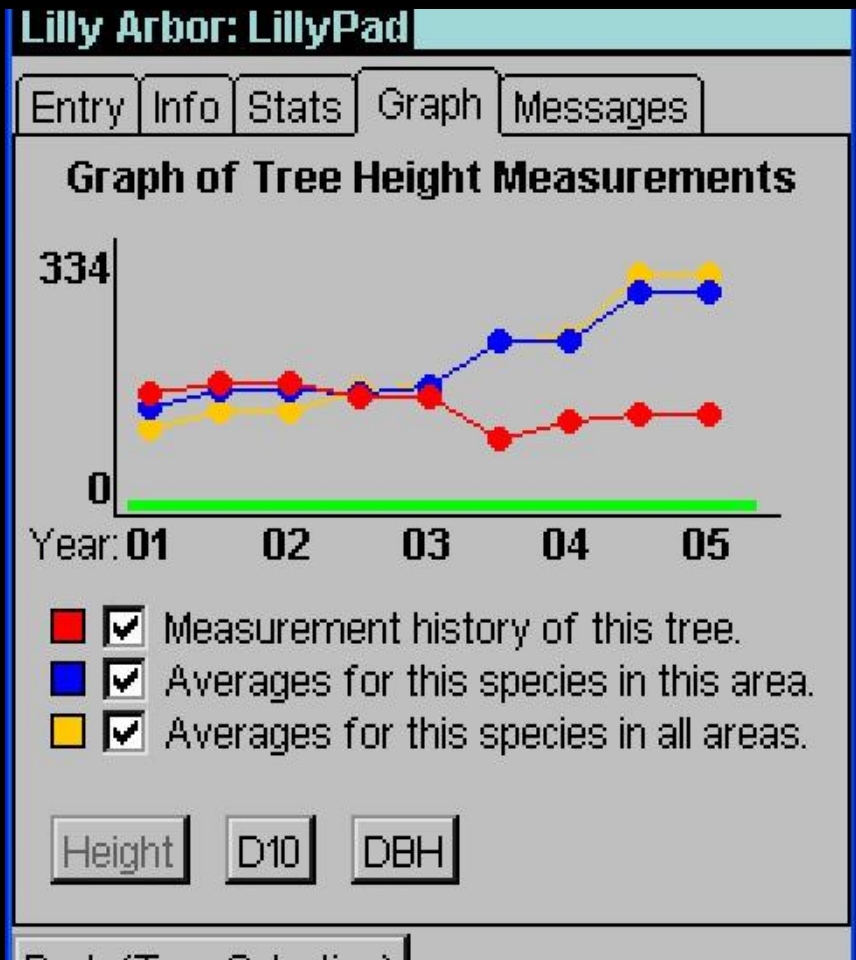 Lilly Arbor: LillyPad
Entry Info Stats Graph Messages
Graph of Tree Height Measurements
334
0
Year: 01 02 03 04 05
Measurement history of this tree.
Averages for this species in this area.
Averages for this species in all areas.
Height D10 DBH